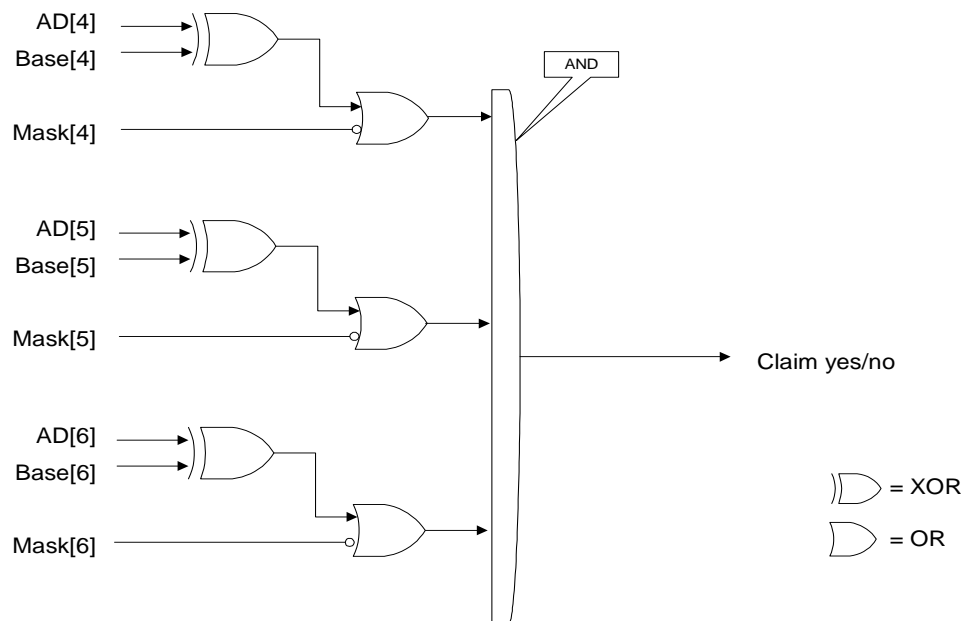 AD[4]
Base[4]
AND
Mask[4]
AD[5]
Base[5]
Mask[5]
Claim yes/no
AD[6]
Base[6]
= XOR
Mask[6]
= OR